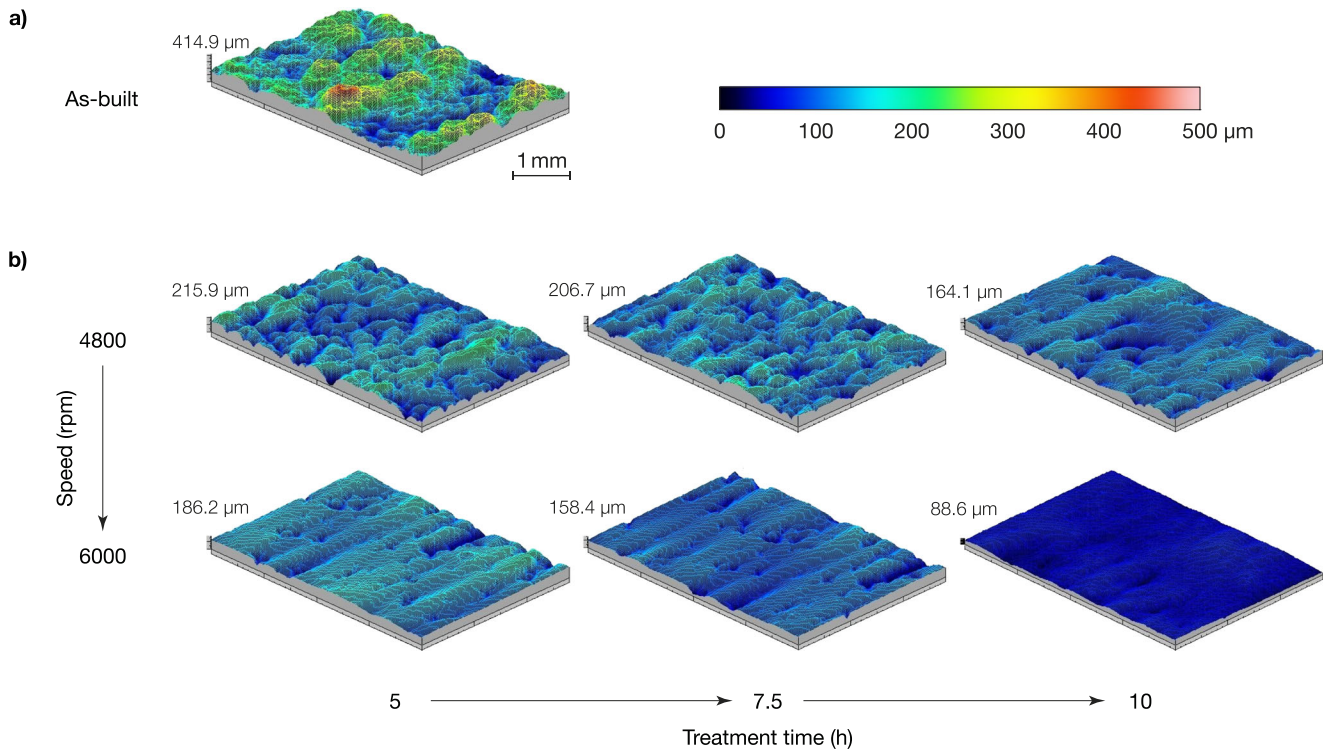 a)
414.9 µm
As-built
0 100 200 300 400 500 µm
1 mm
b)
215.9 µm 206.7 µm 164.1 µm
4800
Speed (rpm)
186.2 µm 158.4 µm 88.6 µm
6000
5 7.5 10
Treatment time (h)